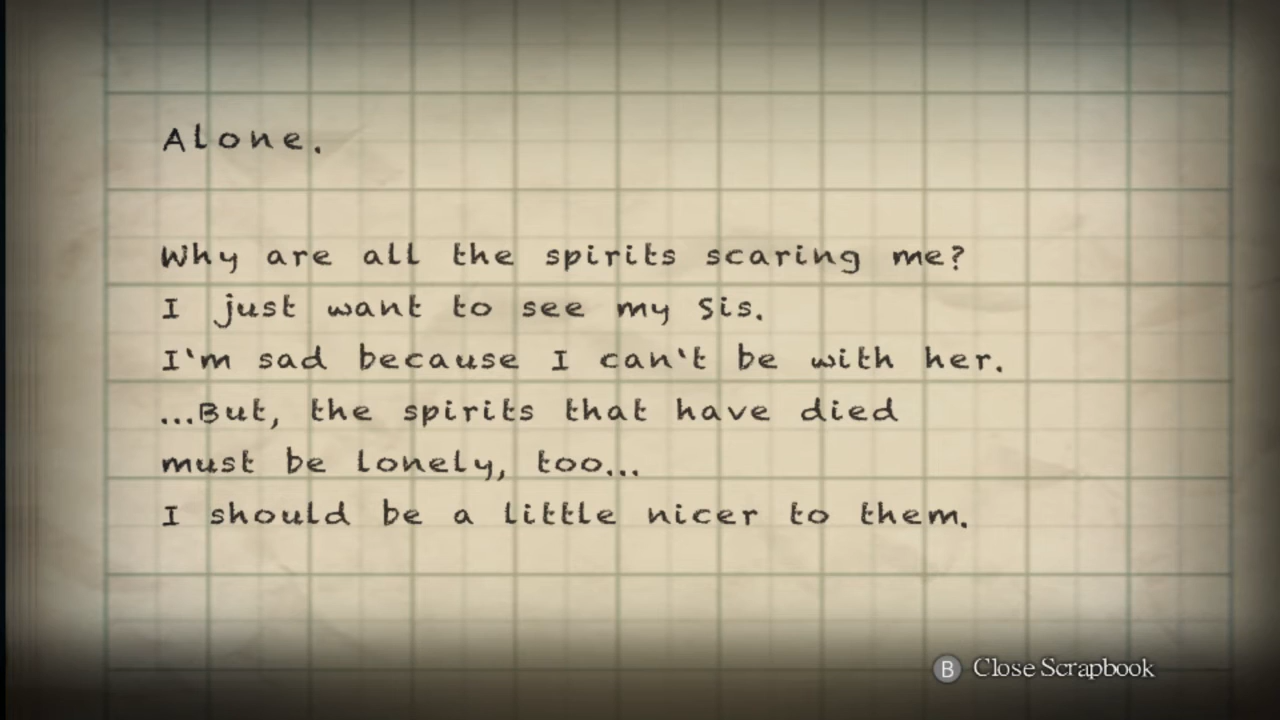 Alone.
Why are all the spirits scaring me?
I just want to see my Sis.
I'm sad because I can't be with her.
...But, the spirits that have died
must be lonely, too...
I should be a little nicer to them.
B Close Scrapbook